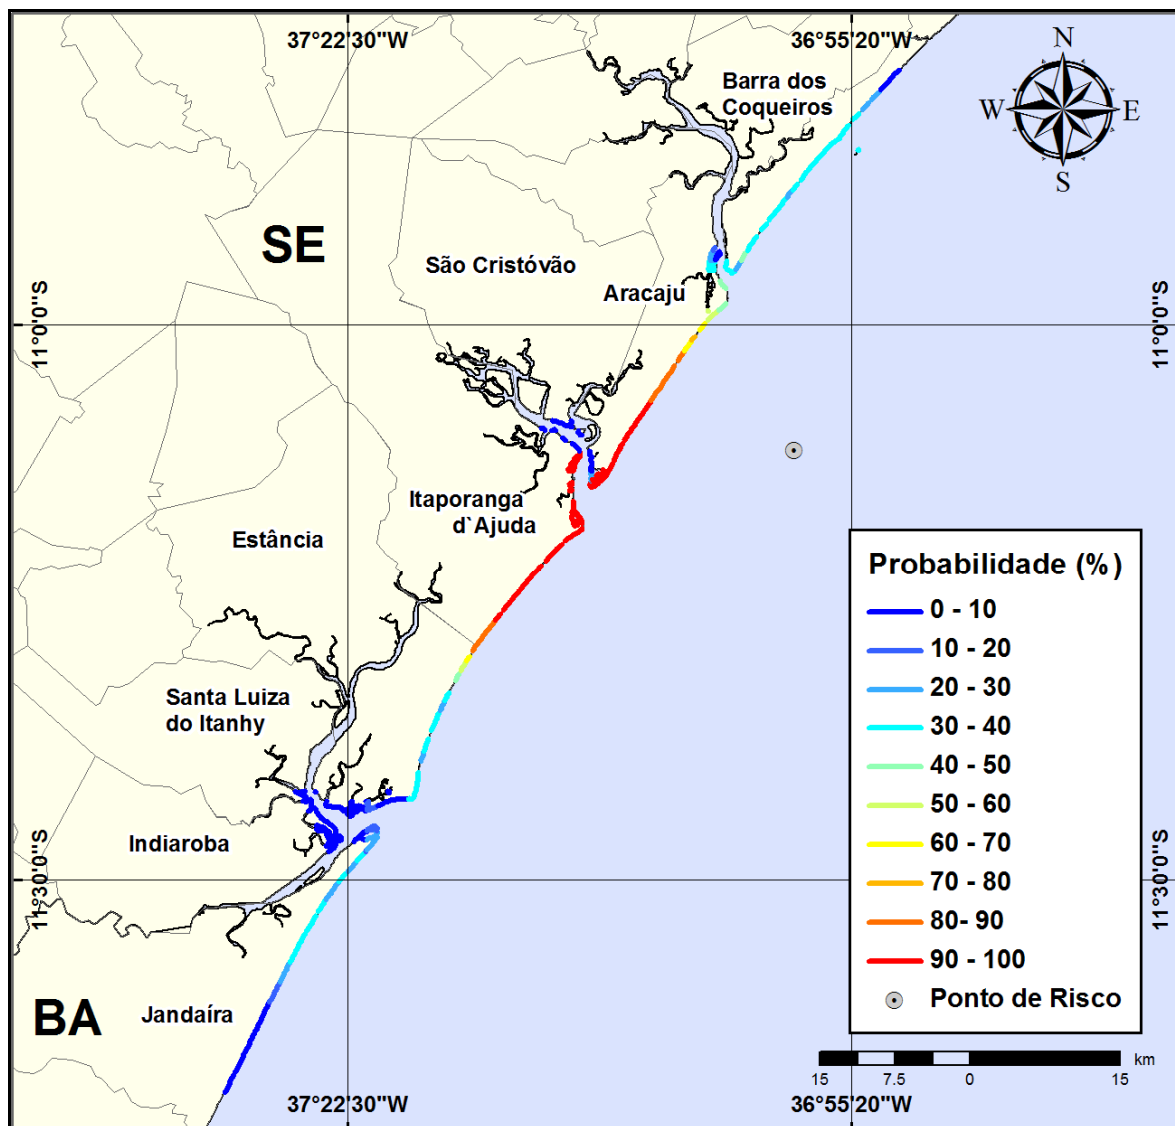 37°22'30"W
36°55'20"W
N
W
E
S
Barra dos
Coqueiros
SE
São Cristóvão
Aracaju
11°0'0"S
11°0'0"S
Itaporanga
d`Ajuda
Estância
Probabilidade (%)
0 - 10
10 - 20
20 - 30
30 - 40
40 - 50
50 - 60
60 - 70
70 - 80
80- 90
90 - 100
Ponto de Risco
Santa Luiza
do Itanhy
Indiaroba
11°30'0"S
11°30'0"S
BA
Jandaíra
km
15
7.5
0
15
37°22'30"W
36°55'20"W